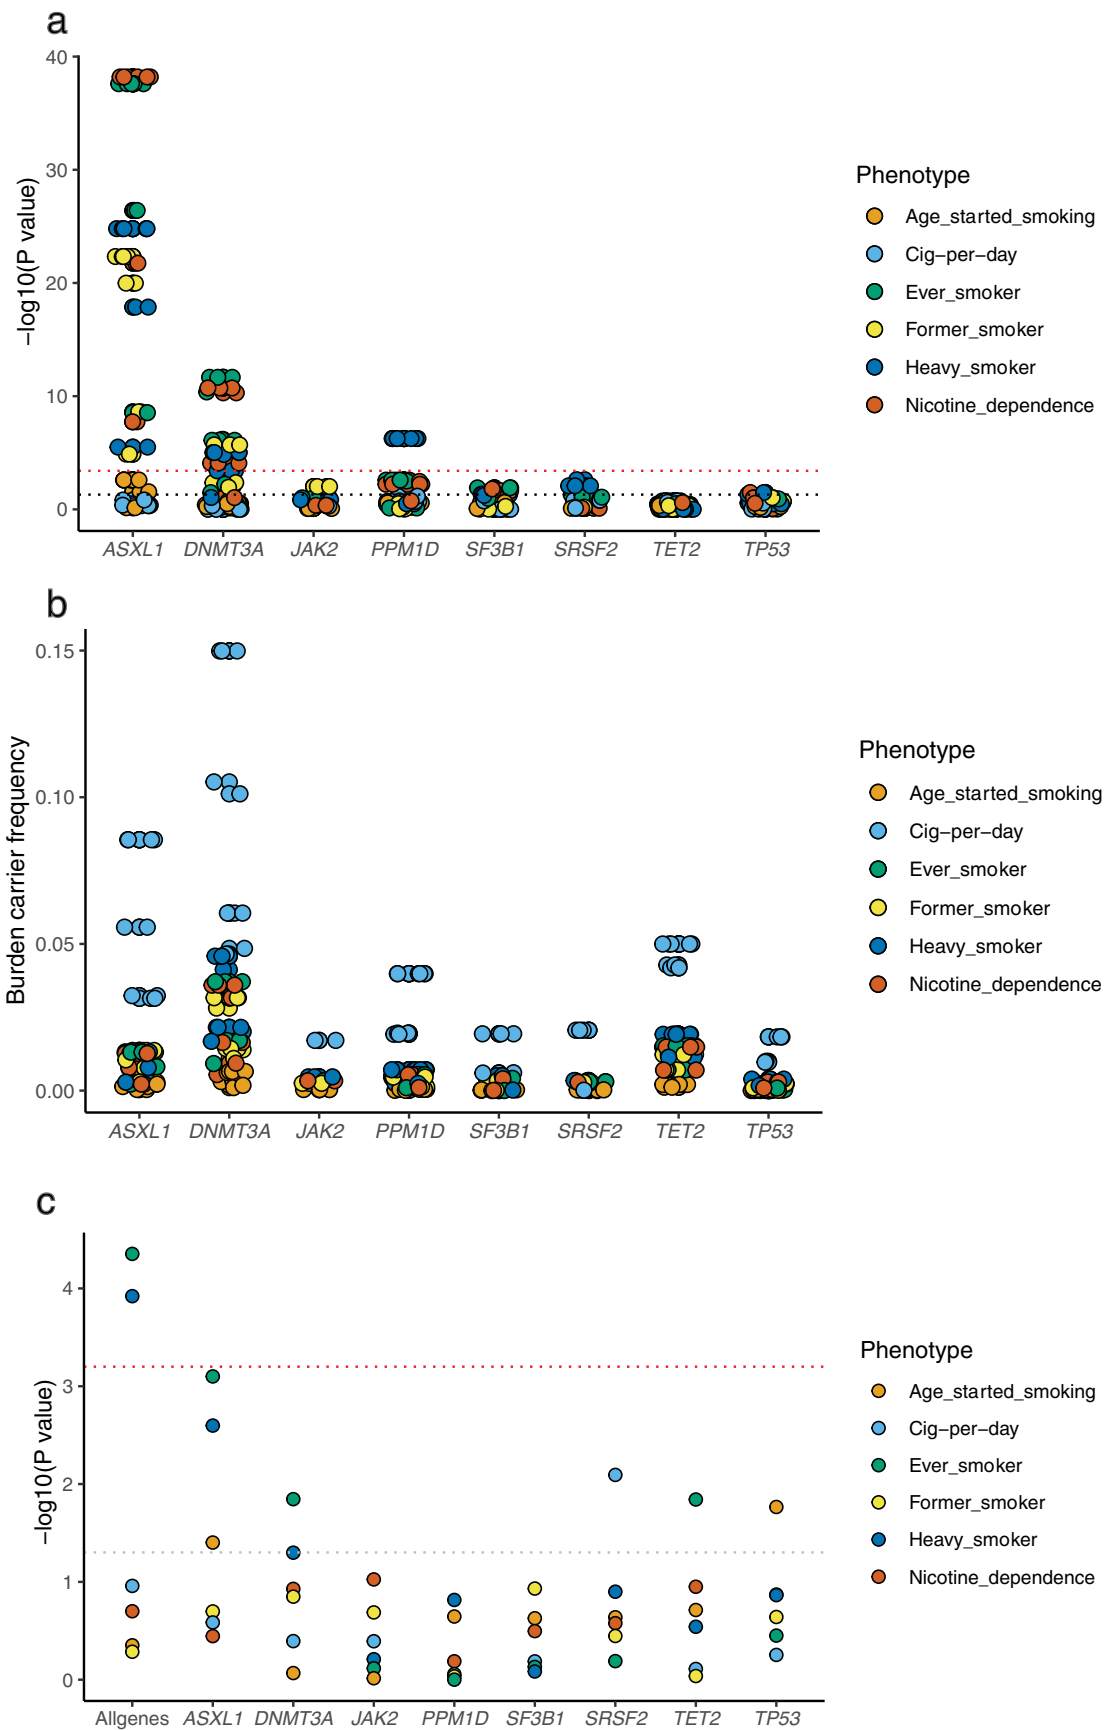 a
40
30
20
10
0
−log10(P value)
ASXL1 DNMT3A JAK2 PPM1D SF3B1 SRSF2 TET2 TP53
Phenotype
Age_started_smoking
Cig−per−day
Ever_smoker
Former_smoker
Heavy_smoker
Nicotine_dependence
b
0.15
0.10
0.05
0.00
Burden carrier frequency
ASXL1 DNMT3A JAK2 PPM1D SF3B1 SRSF2 TET2 TP53
Phenotype
Age_started_smoking
Cig−per−day
Ever_smoker
Former_smoker
Heavy_smoker
Nicotine_dependence
c
4
3
2
1
0
−log10(P value)
Allgenes ASXL1 DNMT3A JAK2 PPM1D SF3B1 SRSF2 TET2 TP53
Phenotype
Age_started_smoking
Cig−per−day
Ever_smoker
Former_smoker
Heavy_smoker
Nicotine_dependence